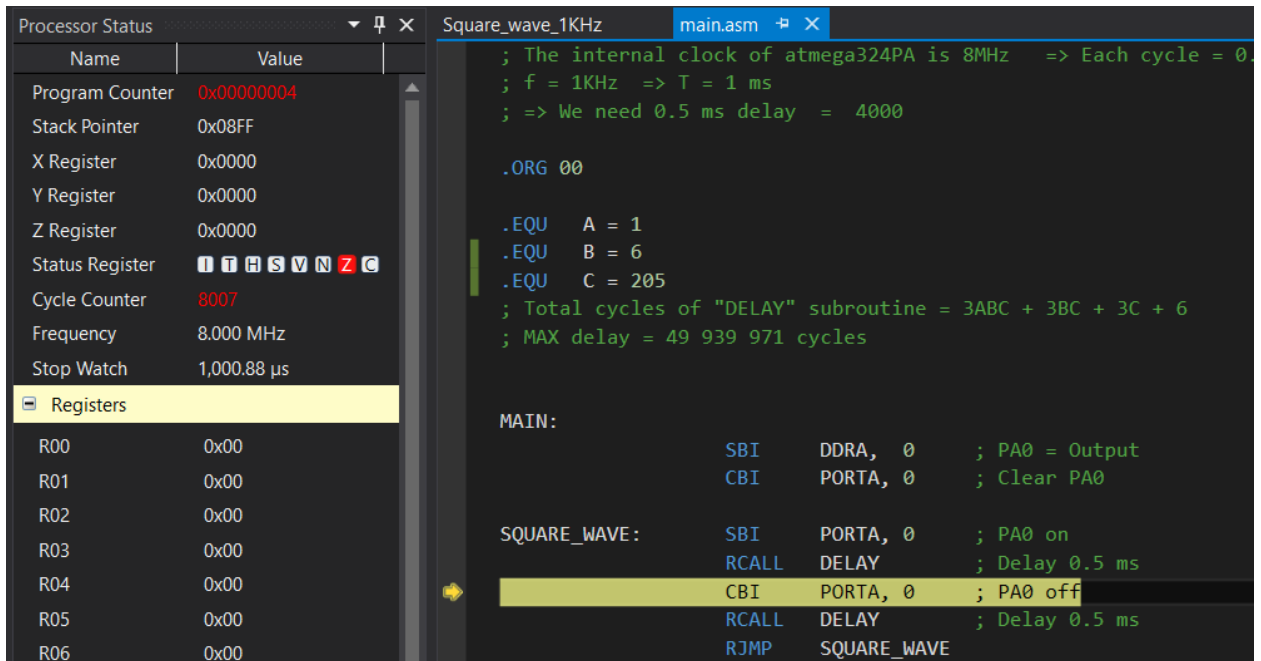 Processor Status
Name Value
Program Counter 0x00000004
Stack Pointer 0x08FF
X Register 0x0000
Y Register 0x0000
Z Register 0x0000
Status Register I T H S V N Z C
Cycle Counter 8007
Frequency 8.000 MHz
Stop Watch 1,000.88 µs
Registers
R00 0x00
R01 0x00
R02 0x00
R03 0x00
R04 0x00
R05 0x00
R06 0x00
Square_wave_1KHz main.asm
; The internal clock of atmega324PA is 8MHz => Each cycle = 0.
; f = 1KHz => T = 1 ms
; => We need 0.5 ms delay = 4000
.ORG 00
.EQU A = 1
.EQU B = 6
.EQU C = 205
; Total cycles of "DELAY" subroutine = 3ABC + 3BC + 3C + 6
; MAX delay = 49 939 971 cycles
MAIN:
SBI DDRA, 0 ; PA0 = Output
CBI PORTA, 0 ; Clear PA0
SQUARE_WAVE: SBI PORTA, 0 ; PA0 on
RCALL DELAY ; Delay 0.5 ms
CBI PORTA, 0 ; PA0 off
RCALL DELAY ; Delay 0.5 ms
RJMP SQUARE_WAVE